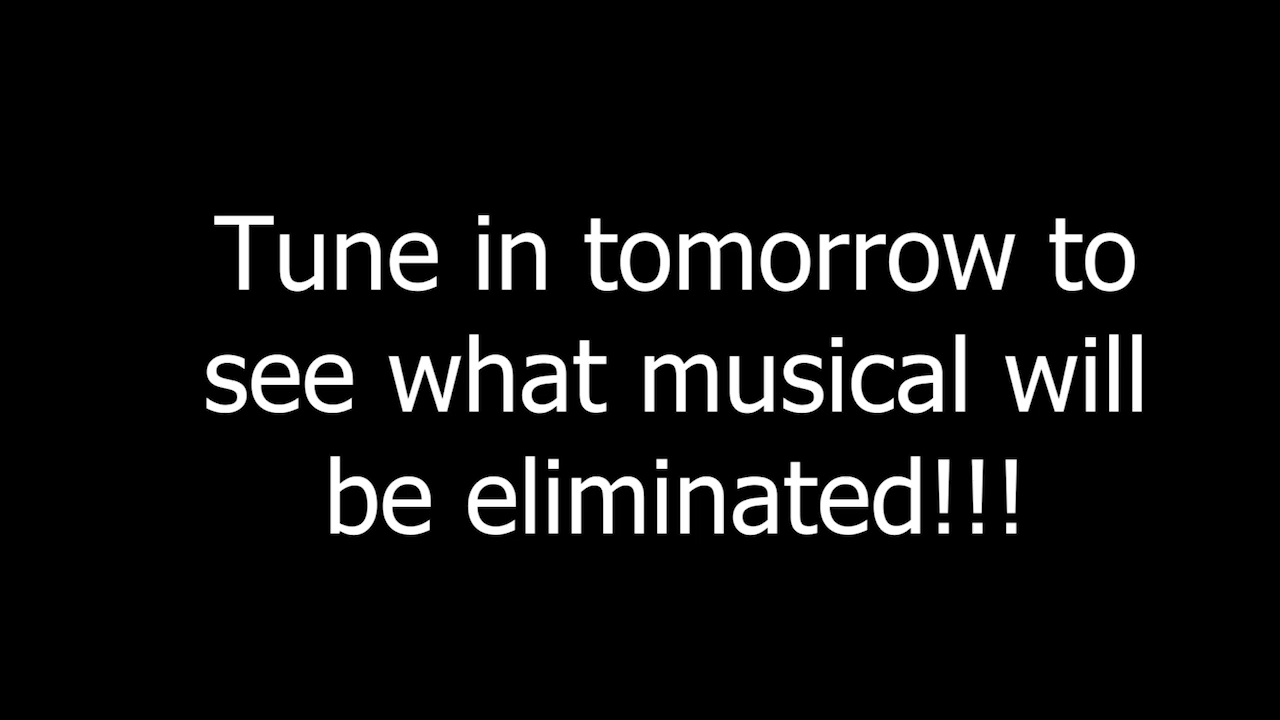 Tune in tomorrow to
see what musical will
be eliminated!!!